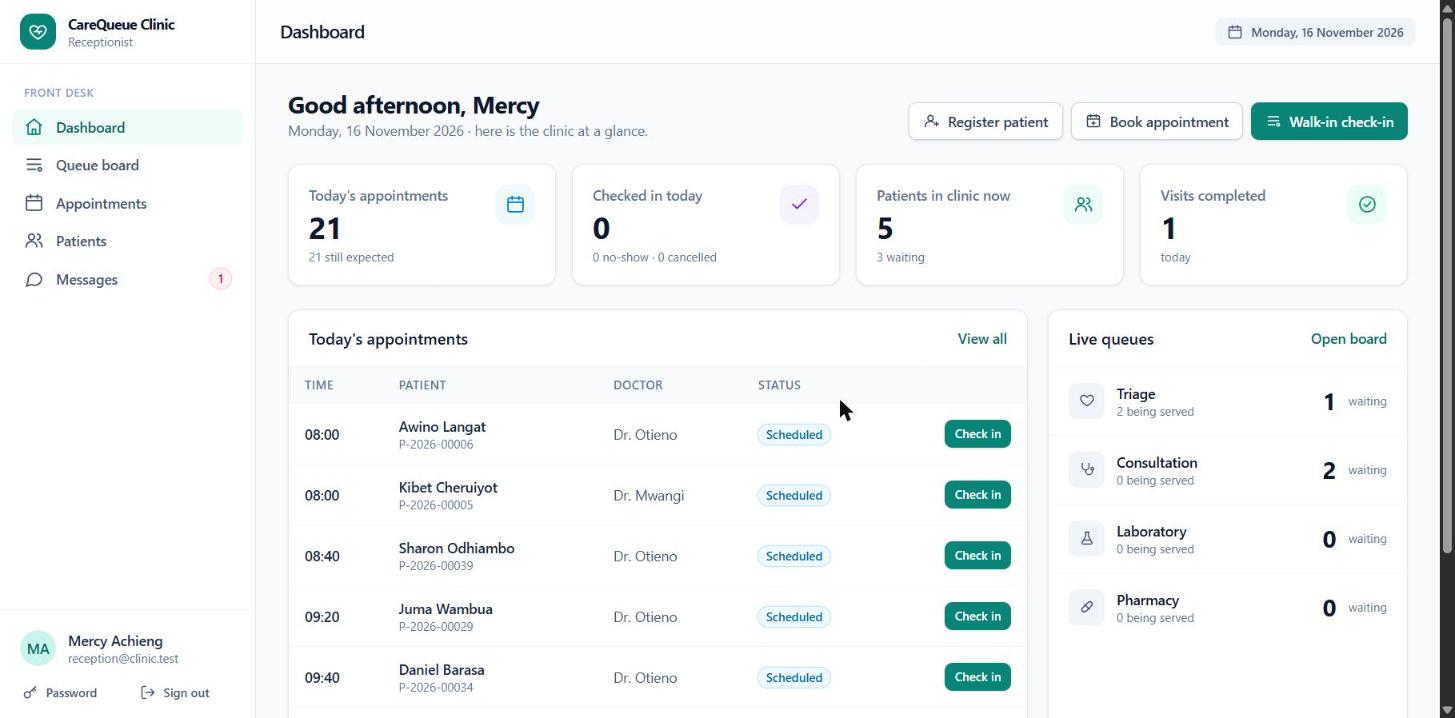 CareQueue Clinic
Receptionist
Dashboard
Monday, 16 November 2026
FRONT DESK
Dashboard
Queue board
Appointments
Patients
Messages
1
Good afternoon, Mercy
Monday, 16 November 2026 · here is the clinic at a glance.
Register patient
Book appointment
Walk-in check-in
Today's appointments
21
21 still expected
Checked in today
0
0 no-show · 0 cancelled
Patients in clinic now
5
3 waiting
Visits completed
1
today
Today's appointments
View all
TIME PATIENT DOCTOR STATUS
08:00 Awino Langat Dr. Otieno Scheduled Check in
P-2026-00006
08:00 Kibet Cheruiyot Dr. Mwangi Scheduled Check in
P-2026-00005
08:40 Sharon Odhiambo Dr. Otieno Scheduled Check in
P-2026-00039
09:20 Juma Wambua Dr. Otieno Scheduled Check in
P-2026-00029
09:40 Daniel Barasa Dr. Otieno Scheduled Check in
P-2026-00034
Live queues
Open board
Triage 1 waiting
2 being served
Consultation 2 waiting
0 being served
Laboratory 0 waiting
0 being served
Pharmacy 0 waiting
0 being served
MA
Mercy Achieng
reception@clinic.test
Password
Sign out